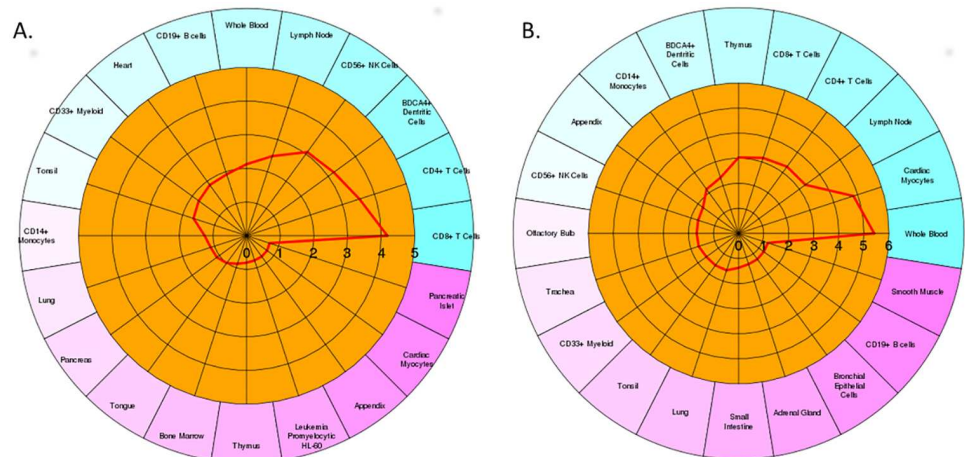 A.
Whole Blood
Lymph Node
CD56+ NK Cells
BDCA4+
Dentritic
Cells
CD4+ T Cells
CD8+ T Cells
Pancreatic
Islet
Cardiac
Myocytes
Appendix
Leukemia
Promyelocytic
HL-60
Thymus
Bone Marrow
Tongue
Pancreas
Lung
CD14+
Monocytes
Tonsil
CD33+ Myeloid
Heart
CD19+ B cells
0 1 2 3 4 5
B.
Thymus
CD8+ T Cells
CD4+ T Cells
Lymph Node
Cardiac
Myocytes
Whole Blood
Smooth Muscle
CD19+ B cells
Bronchial
Epithelial
Cells
Adrenal Gland
Small
Intestine
Lung
Tonsil
CD33+ Myeloid
Trachea
Olfactory Bulb
CD56+ NK Cells
Appendix
CD14+
Monocytes
BDCA4+
Dentritic
Cells
0 1 2 3 4 5 6